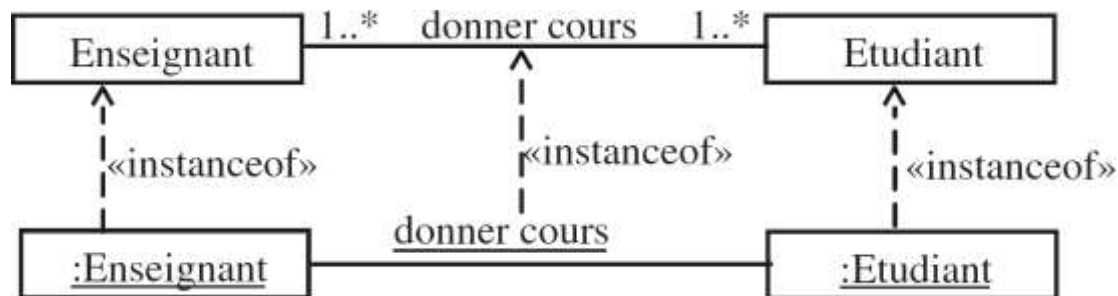 1..* donner cours 1..*
Enseignant Etudiant
«instanceof» «instanceof» «instanceof»
donner cours
:Enseignant :Etudiant